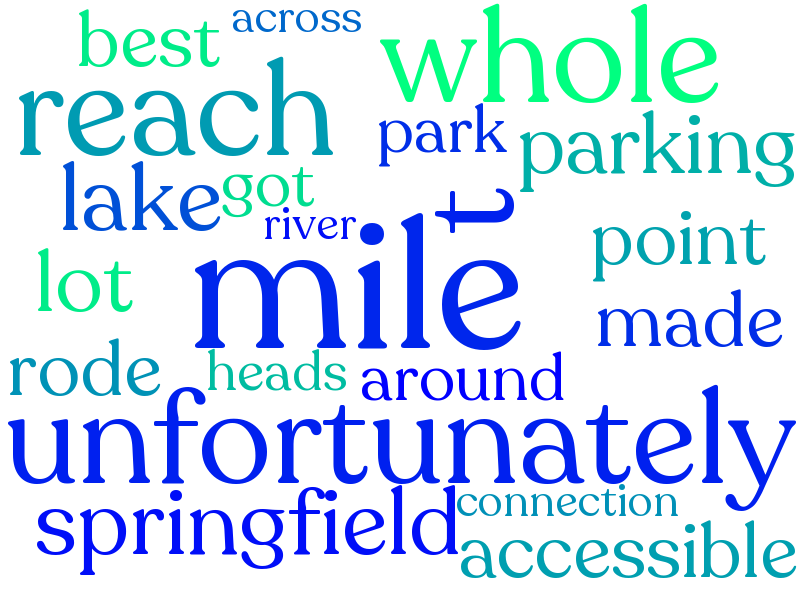 across
best
whole
reach
park
parking
lake
got
t
river
point
mile
lot
made
rode
heads
around
unfortunately
springfield
connection
accessible